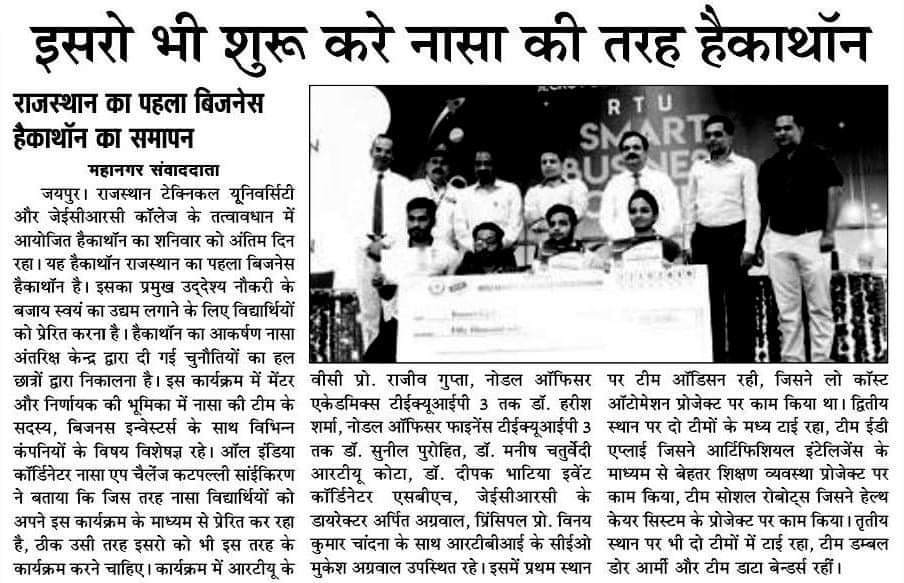 इसरो भी शुरू करे नासा की तरह हैकाथॉन
राजस्थान का पहला बिजनेस
हैकाथॉन का समापन
महानगर संवाददाता
जयपुर। राजस्थान टेक्निकल यूनिवर्सिटी
और जेईसीआरसी कॉलेज के तत्वावधान में
आयोजित हैकाथॉन का शनिवार को अंतिम दिन
रहा। यह हैकाथॉन राजस्थान का पहला बिजनेस
हैकाथॉन है। इसका प्रमुख उद्देश्य नौकरी के
बजाय स्वयं का उद्यम लगाने के लिए विद्यार्थियों
को प्रेरित करना है। हैकाथॉन का आकर्षण नासा
अंतरिक्ष केन्द्र द्वारा दी गई चुनौतियों का हल
छात्रों द्वारा निकालना है। इस कार्यक्रम में मेंटर
और निर्णायक की भूमिका में नासा की टीम के
सदस्य, बिजनस इन्वेस्टर्स के साथ विभिन्न
कंपनियों के विषय विशेषज्ञ रहे। ऑल इंडिया
कॉर्डिनेटर नासा एप चैलेंज कटपल्ली सांईकिरण
ने बताया कि जिस तरह नासा विद्यार्थियों को
अपने इस कार्यक्रम के माध्यम से प्रेरित कर रहा
है, ठीक उसी तरह इसरो को भी इस तरह के
कार्यक्रम करने चाहिए। कार्यक्रम में आरटीयू के
RTU
SMART
वीसी प्रो. राजीव गुप्ता, नोडल ऑफिसर
एकेडमिक्स टीईक्यूआईपी 3 तक डॉ. हरीश
शर्मा, नोडल ऑफिसर फाइनेंस टीईक्यूआईपी 3
तक डॉ. सुनील पुरोहित, डॉ. मनीष चतुर्वेदी
आरटीयू कोटा, डॉ. दीपक भाटिया इवेंट
कॉर्डिनेटर एसबीएच, जेईसीआरसी के
डायरेक्टर अर्पित अग्रवाल, प्रिंसिपल प्रो. विनय
कुमार चांदना के साथ आरटीबीआई के सीईओ
मुकेश अग्रवाल उपस्थित रहे। इसमें प्रथम स्थान
पर टीम ऑडिसन रही, जिसने लो कॉस्ट
ऑटोमेशन प्रोजेक्ट पर काम किया था। द्वितीय
स्थान पर दो टीमों के मध्य टाई रहा, टीम ईडी
एप्लाई जिसने आर्टिफिशियल इंटेलिजेंस के
माध्यम से बेहतर शिक्षण व्यवस्था प्रोजेक्ट पर
काम किया, टीम सोशल रोबोट्स जिसने हेल्थ
केयर सिस्टम के प्रोजेक्ट पर काम किया। तृतीय
स्थान पर भी दो टीमों में टाई रहा, टीम डम्बल
डोर आर्मी और टीम डाटा बेन्डर्स रहीं।